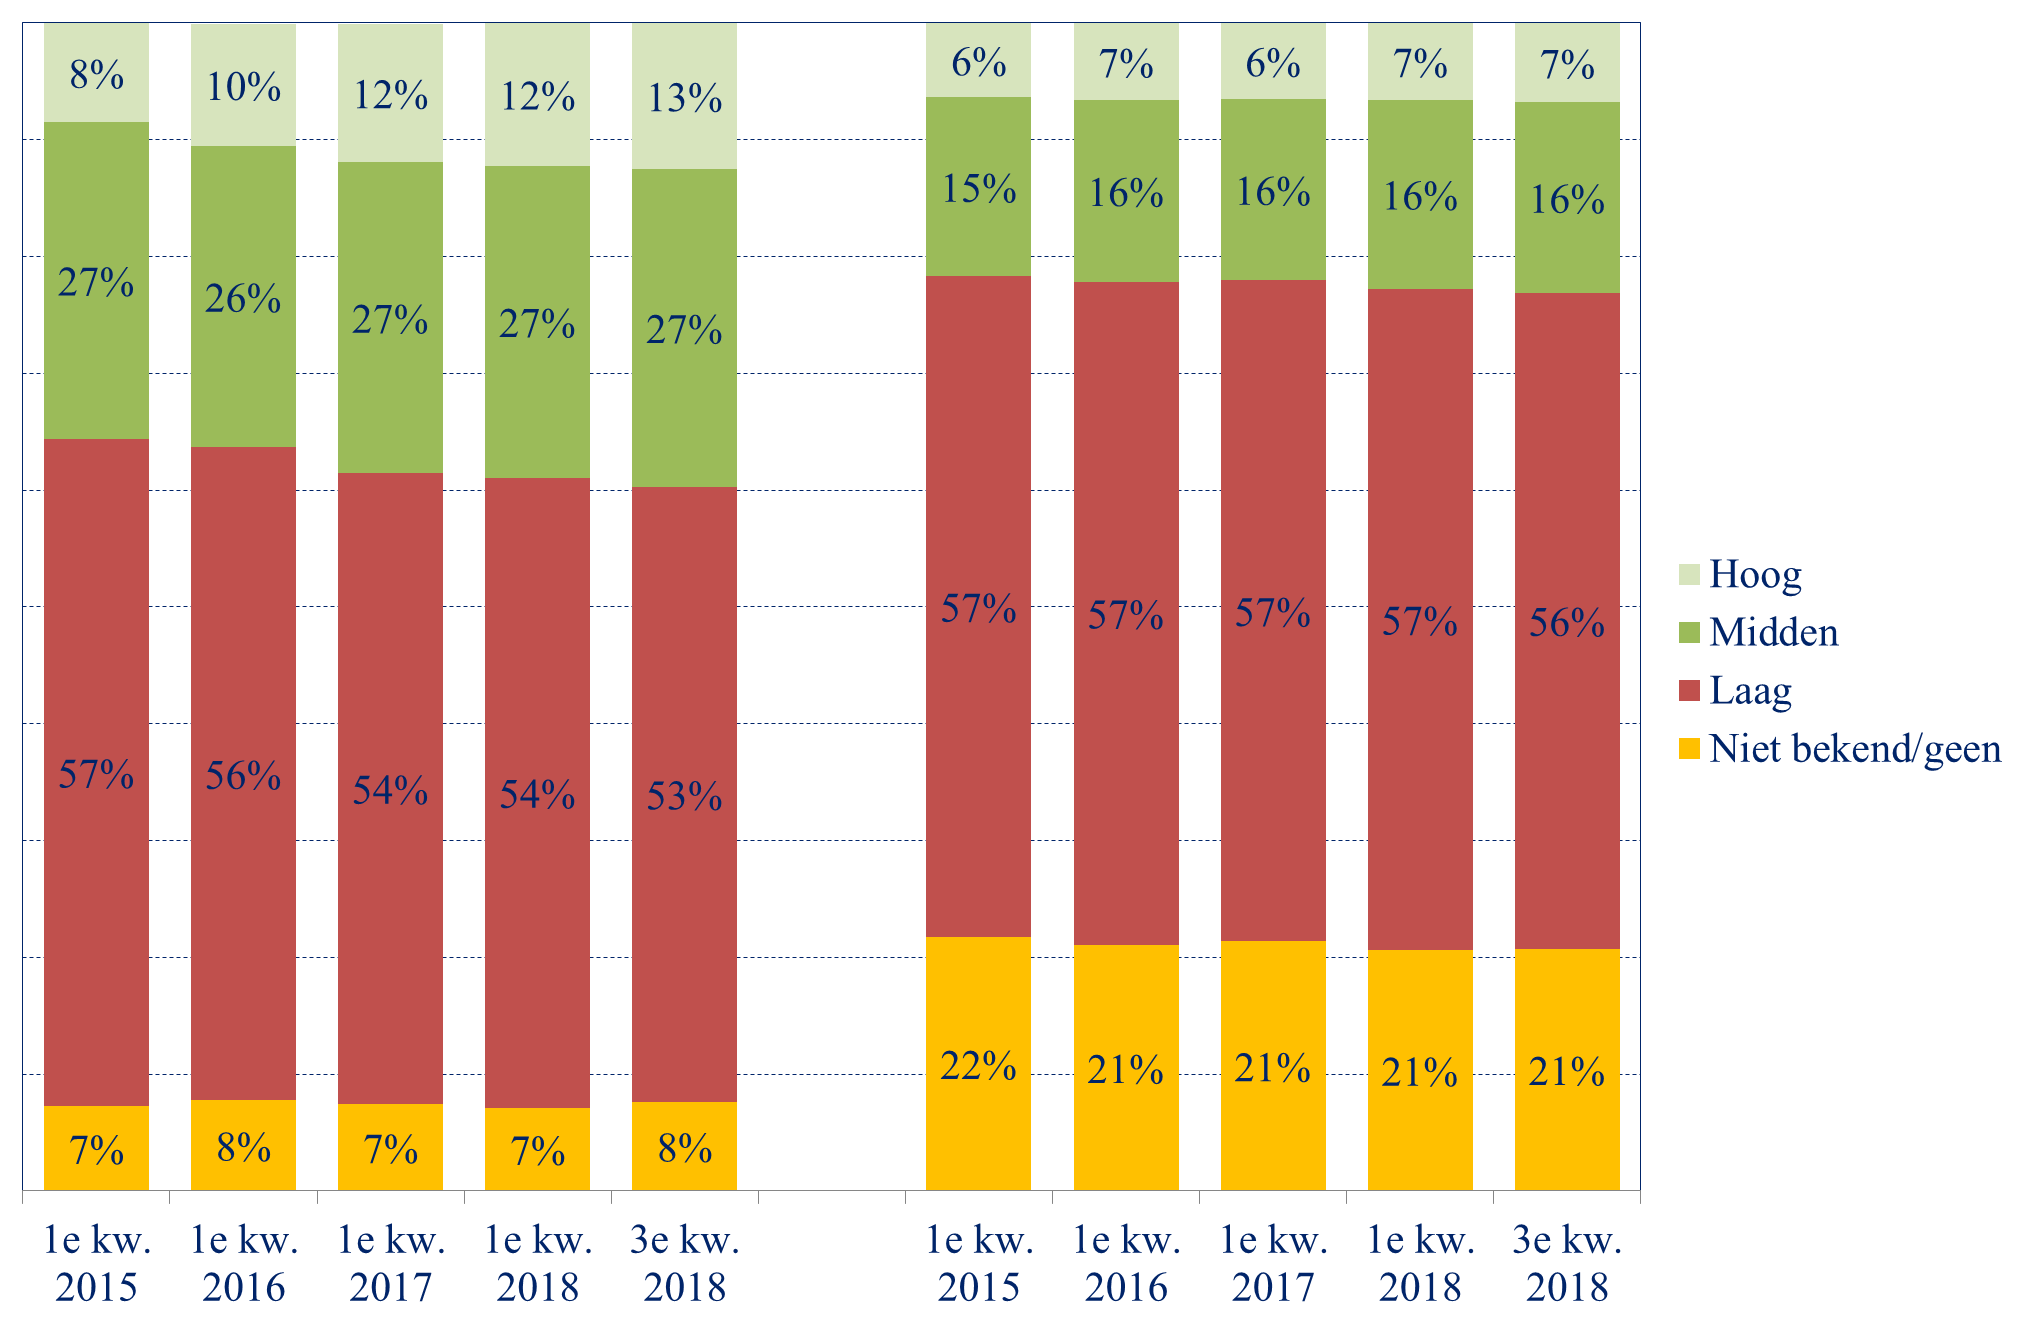 8% 10% 12% 12% 13% 6% 7% 6% 7% 7%
27% 26% 27% 27% 27% 15% 16% 16% 16% 16%
57% 56% 54% 54% 53% 57% 57% 57% 57% 56%
7% 8% 7% 7% 8% 22% 21% 21% 21% 21%
1e kw. 1e kw. 1e kw. 1e kw. 3e kw. 1e kw. 1e kw. 1e kw. 1e kw. 3e kw.
2015 2016 2017 2018 2018 2015 2016 2017 2018 2018
Hoog
Midden
Laag
Niet bekend/geen